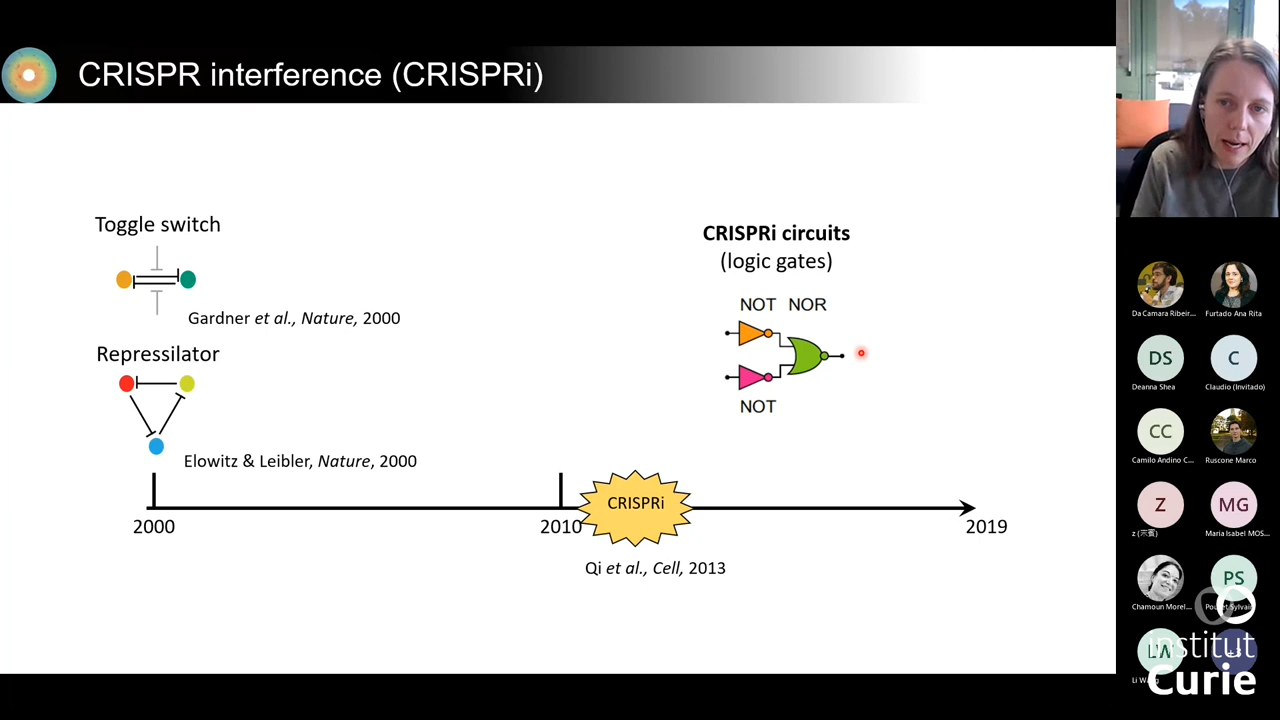 CRISPR interference (CRISPRi)
Toggle switch
Gardner et al., Nature, 2000
Repressilator
Elowitz & Leibler, Nature, 2000
CRISPRi circuits
(logic gates)
NOT NOR
NOT
2000
2010
CRISPRi
2019
Qi et al., Cell, 2013
Da Camara Ribeir...
Furtado Ana Rita
DS
Deanna Shea
C
Claudio (Invitado)
CC
Camilo Andino C...
Ruscone Marco
Z
MG
Maria Isabel MOS...
Chamoun Morel...
PS
LW
institut
Curie